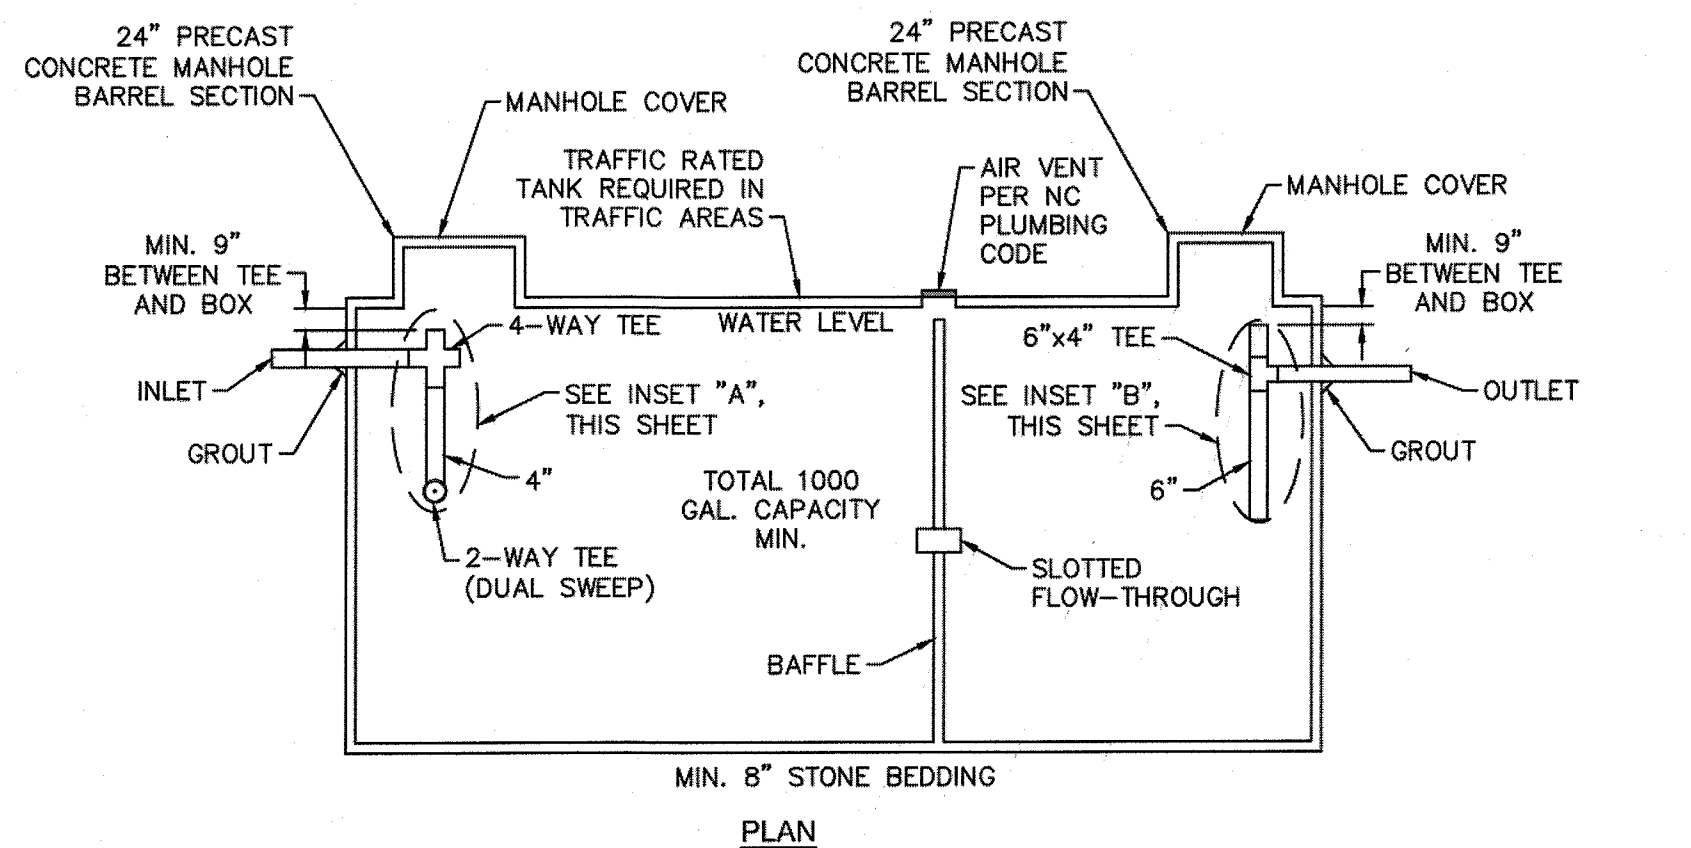 24" PRECAST
CONCRETE MANHOLE
BARREL SECTION
MANHOLE COVER
TRAFFIC RATED
TANK REQUIRED IN
TRAFFIC AREAS
24" PRECAST
CONCRETE MANHOLE
BARREL SECTION
AIR VENT
PER NC
PLUMBING
CODE
MANHOLE COVER
MIN. 9"
BETWEEN TEE
AND BOX
MIN. 9"
BETWEEN TEE
AND BOX
4-WAY TEE
WATER LEVEL
6"x4" TEE
INLET
SEE INSET "A",
THIS SHEET
SEE INSET "B",
THIS SHEET
OUTLET
GROUT
GROUT
4"
TOTAL 1000
GAL. CAPACITY
MIN.
6"
2-WAY TEE
(DUAL SWEEP)
SLOTTED
FLOW-THROUGH
BAFFLE
MIN. 8" STONE BEDDING
PLAN